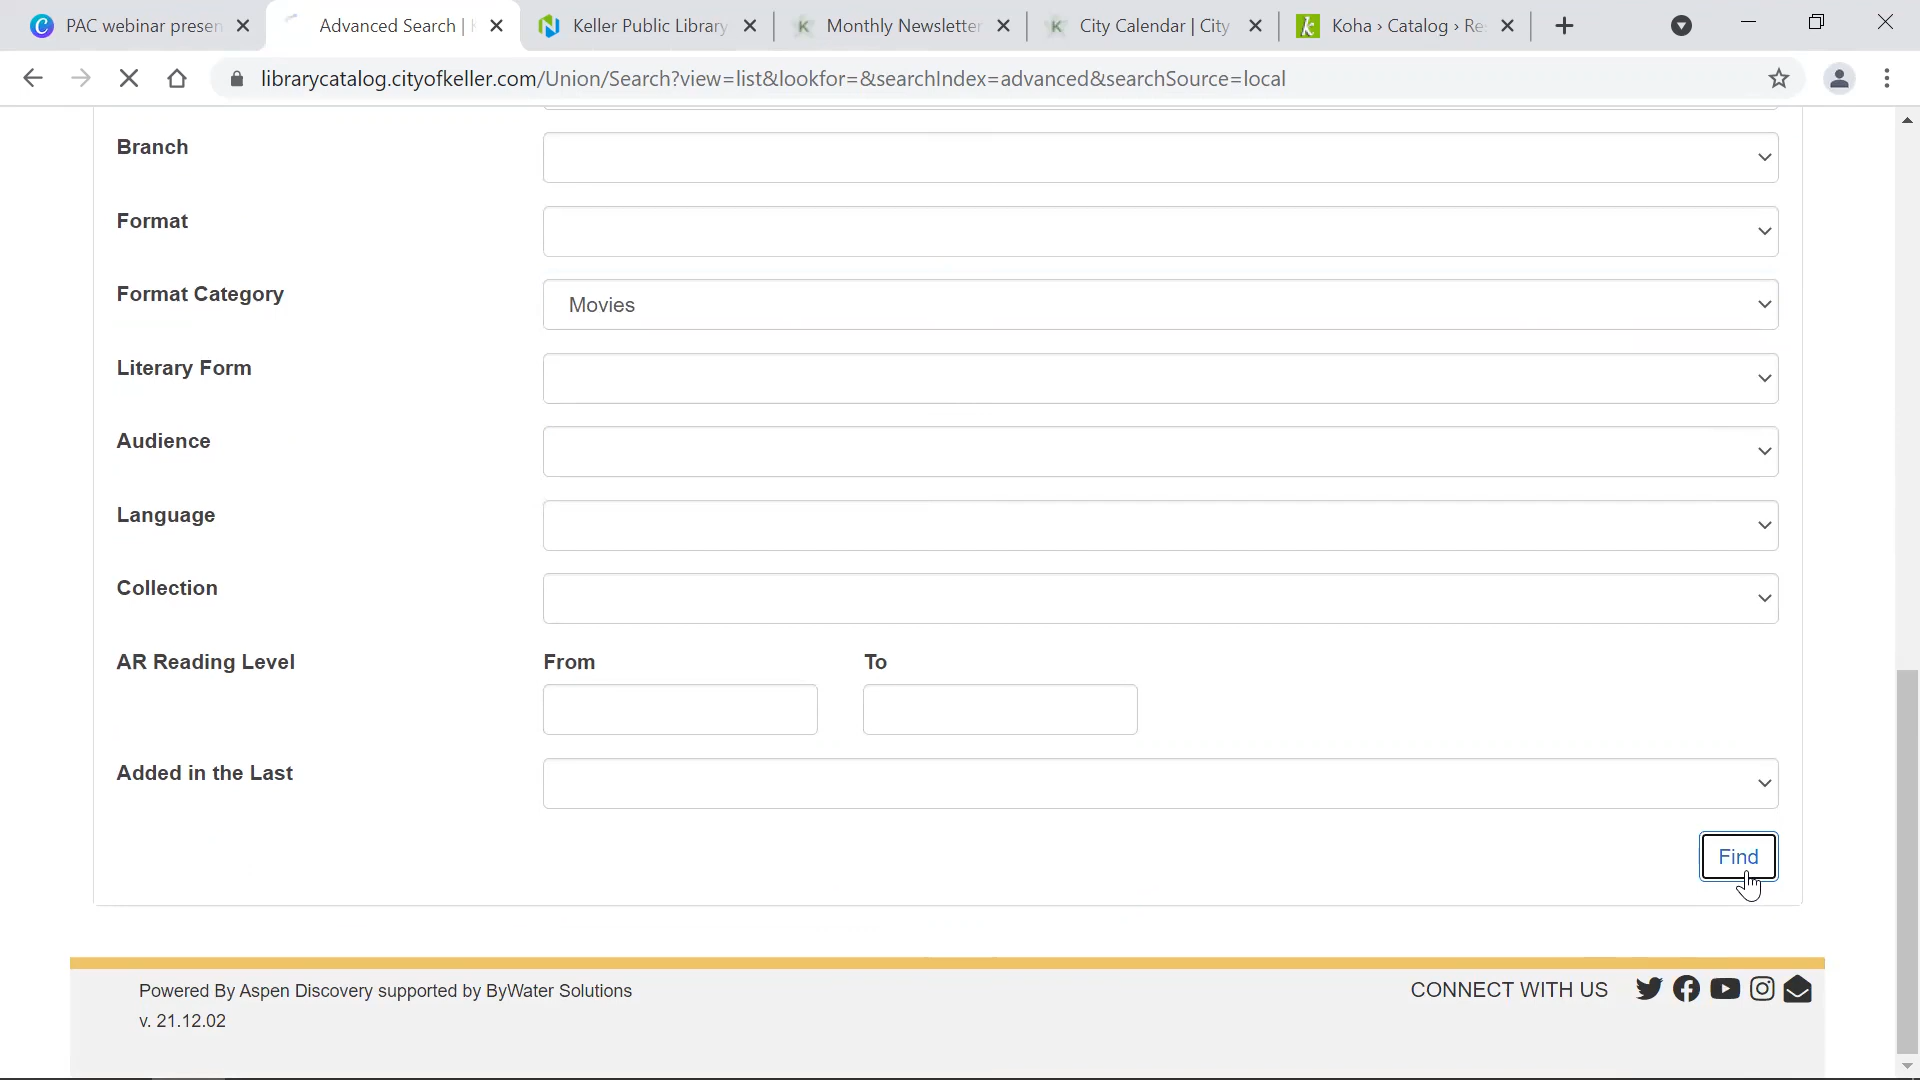 PAC webinar presen
Advanced Search |
Keller Public Library
Monthly Newsletter
City Calendar | City
Koha › Catalog › Re
librarycatalog.cityofkeller.com/Union/Search?view=list&lookfor=&searchIndex=advanced&searchSource=local
Branch
Format
Format Category
Movies
Literary Form
Audience
Language
Collection
AR Reading Level
From
To
Added in the Last
Find
Powered By Aspen Discovery supported by ByWater Solutions
CONNECT WITH US
v. 21.12.02